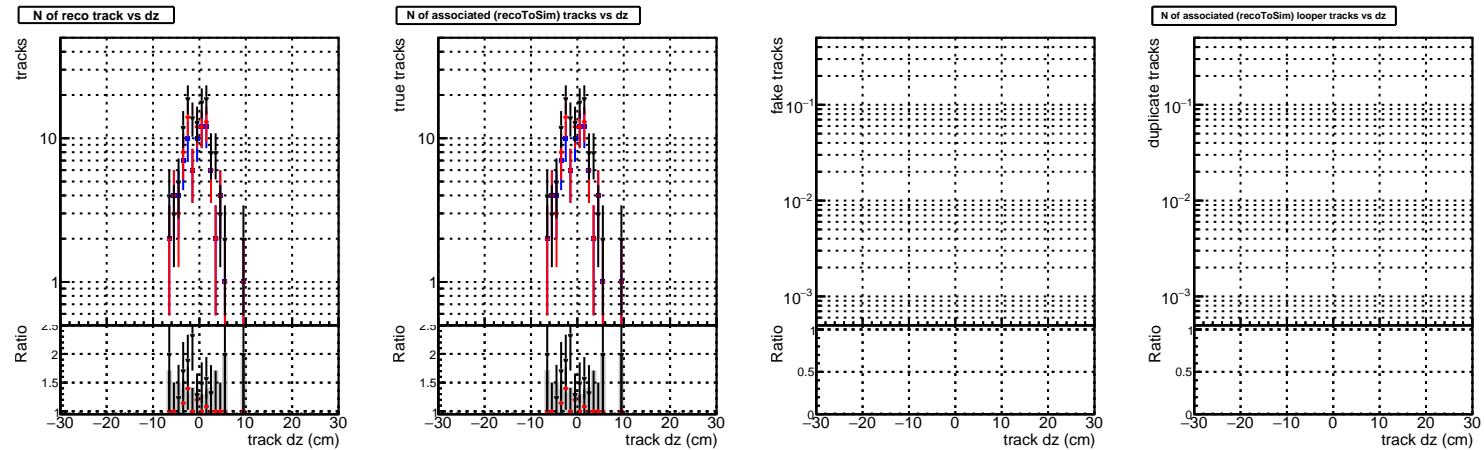 N of reco track vs dz
tracks
10
1
Ratio
2.5
2
1.5
1
−30 −20 −10 0 10 20 30
track dz (cm)
N of associated (recoToSim) tracks vs dz
true tracks
10
1
Ratio
2.5
2
1.5
1
−30 −20 −10 0 10 20 30
track dz (cm)
fake tracks
10−1
10−2
10−3
Ratio
1
0.5
0
−30 −20 −10 0 10 20 30
track dz (cm)
N of associated (recoToSim) looper tracks vs dz
duplicate tracks
10−1
10−2
10−3
Ratio
1
0.5
0
−30 −20 −10 0 10 20 30
track dz (cm)